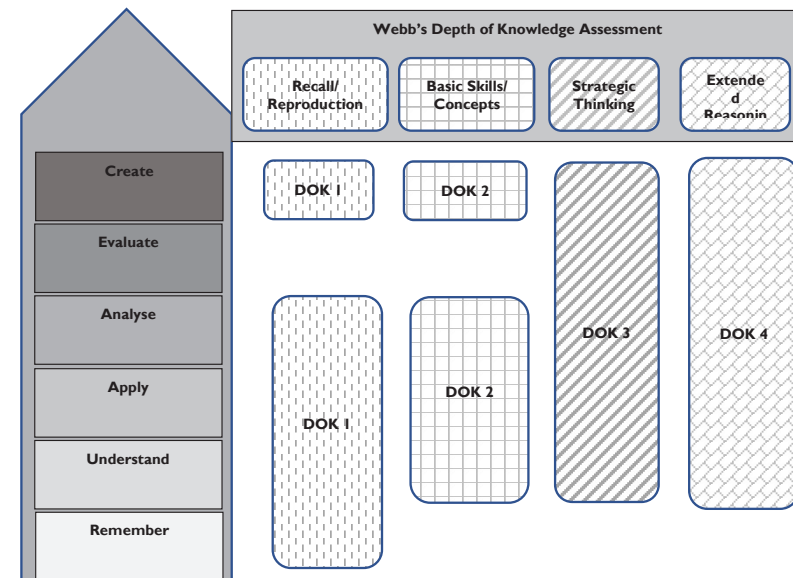 Webb's Depth of Knowledge Assessment
Recall/
Reproduction
Basic Skills/
Concepts
Strategic
Thinking
Extende
d
Reasonin
Create
DOK 1
DOK 2
Evaluate
Analyse
DOK 3
DOK 4
Apply
DOK 2
DOK 1
Understand
Remember